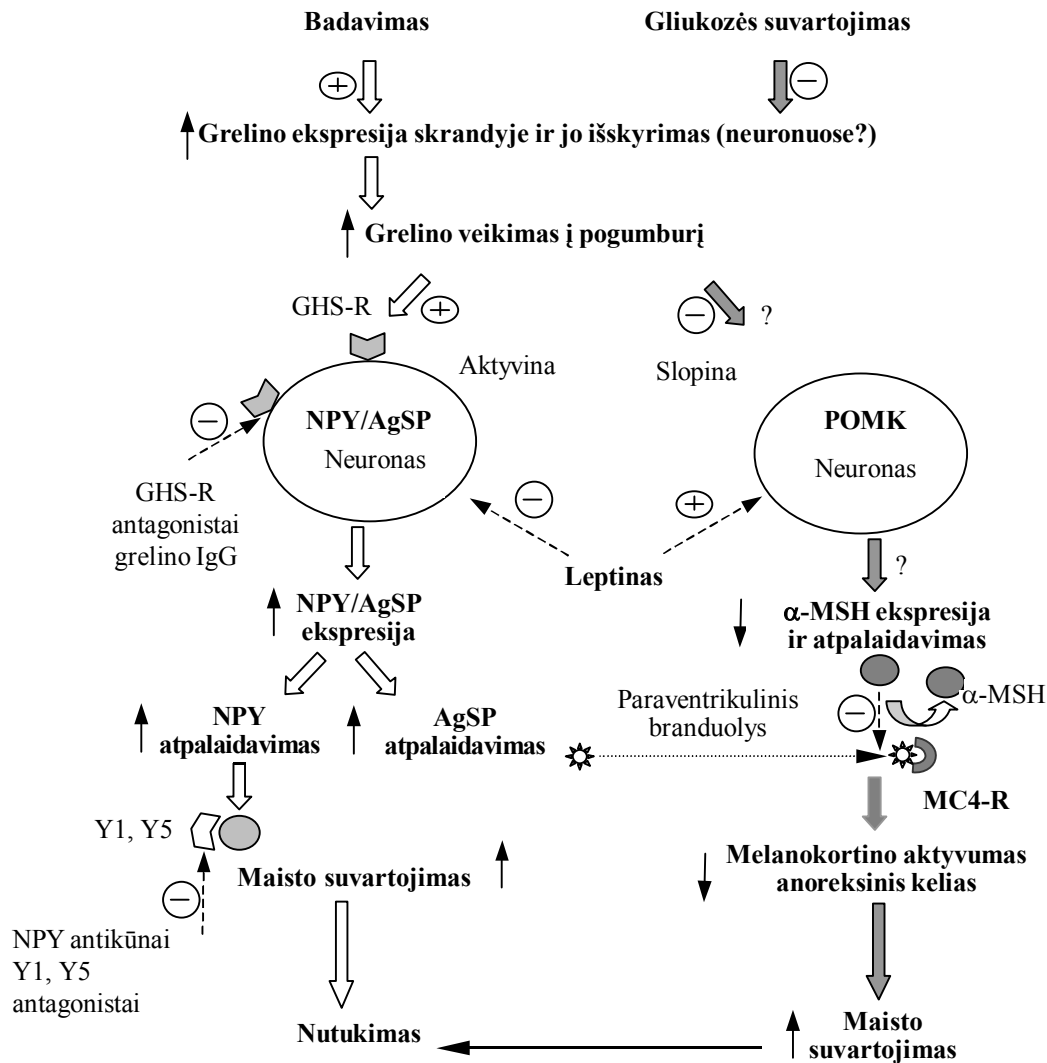 Badavimas
Gliukozės suvartojimas
+
−
Grelino ekspresija skrandyje ir jo išskyrimas (neuronuose?)
Grelino veikimas į pogumburį
GHS-R
+
−
?
Aktyvina
Slopina
−
NPY/AgSP
Neuronas
POMK
Neuronas
GHS-R
antagonistai
grelino IgG
−
+
Leptinas
?
NPY/AgSP
ekspresija
α-MSH ekspresija
ir atpalaidavimas
NPY
atpalaidavimas
AgSP
atpalaidavimas
Paraventrikulinis
branduolys
−
α-MSH
MC4-R
Y1, Y5
Maisto suvartojimas
Melanokortino aktyvumas
anoreksinis kelias
−
NPY antikūnai
Y1, Y5
antagonistai
Nutukimas
Maisto
suvartojimas